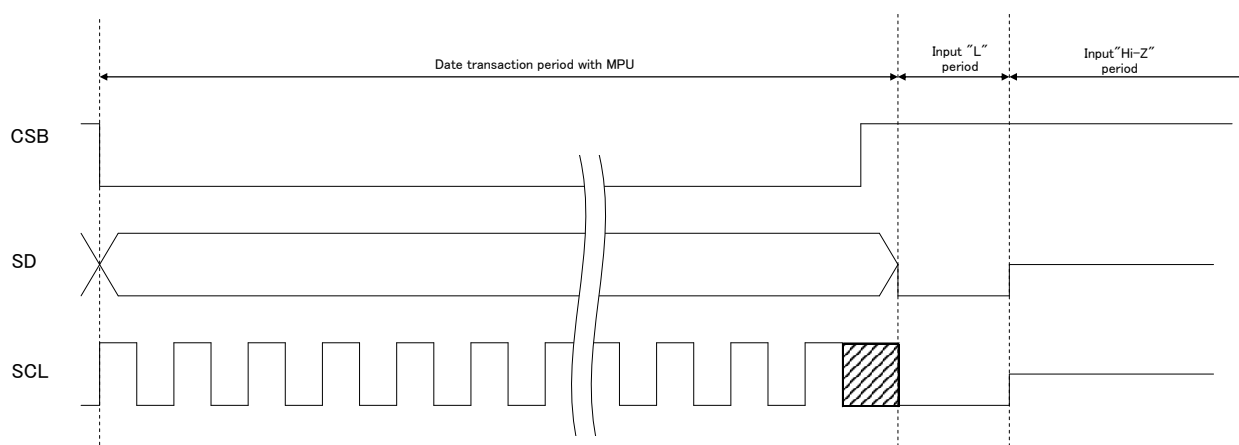 Date transaction period with MPU
Input "L"
period
Input"Hi-Z"
period
CSB
SD
SCL